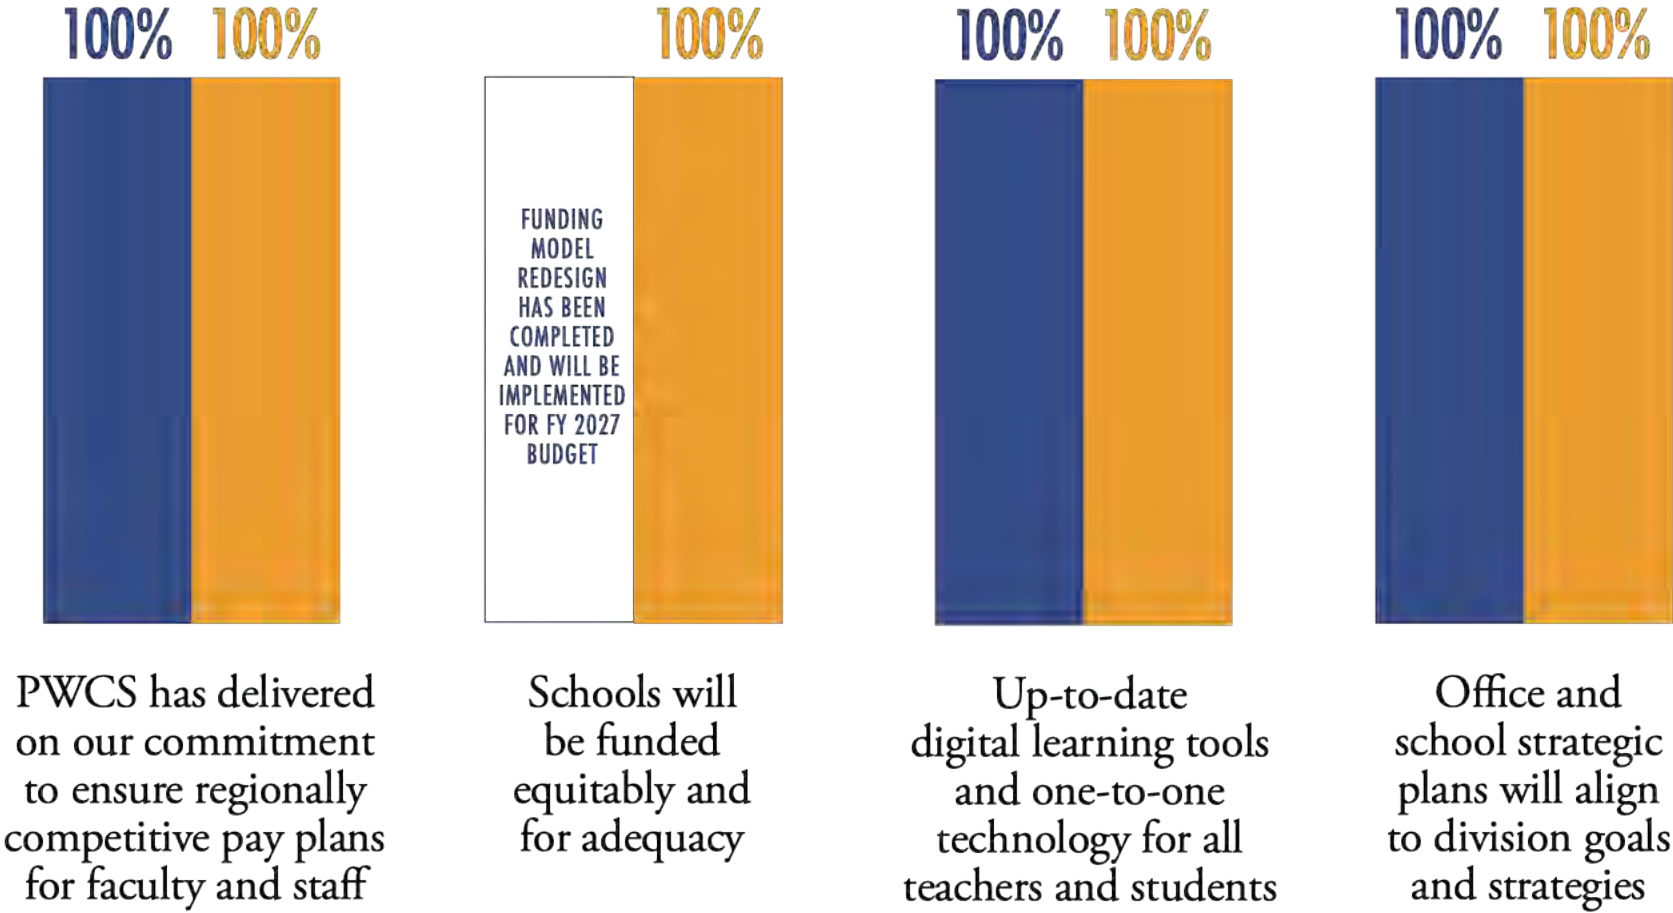 100% 100%
100%
100% 100%
100% 100%
FUNDING
MODEL
REDESIGN
HAS BEEN
COMPLETED
AND WILL BE
IMPLEMENTED
FOR FY 2027
BUDGET
PWCS has delivered
on our commitment
to ensure regionally
competitive pay plans
for faculty and staff
Schools will
be funded
equitably and
for adequacy
Up-to-date
digital learning tools
and one-to-one
technology for all
teachers and students
Office and
school strategic
plans will align
to division goals
and strategies